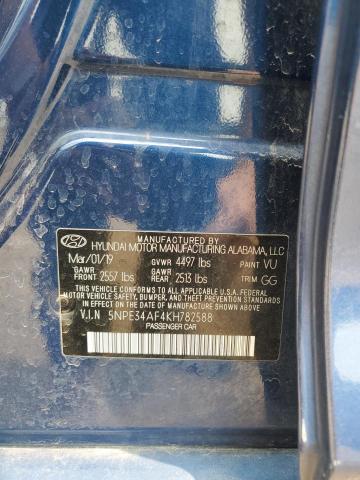 MANUFACTURED BY
HYUNDAI MOTOR MANUFACTURING ALABAMA, LLC
Mar/01/19 GVWR 4497 lbs PAINT VU
GAWR FRONT 2557 lbs GAWR REAR 2513 lbs TRIM GG
THIS VEHICLE CONFORMS TO ALL APPLICABLE U.S.A. FEDERAL
MOTOR VEHICLE SAFETY, BUMPER, AND THEFT PREVENTION STANDARDS
IN EFFECT ON THE DATE OF MANUFACTURE SHOWN ABOVE.
V.I.N 5NPE34AF4KH782588
PASSENGER CAR